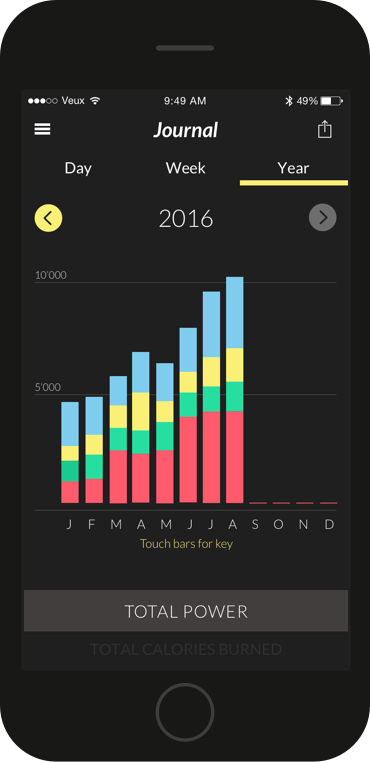 Veux 9:49 AM 49%
Journal
Day Week Year
2016
10'000
5'000
J F M A M J J A S O N D
Touch bars for key
TOTAL POWER
TOTAL CALORIES BURNED